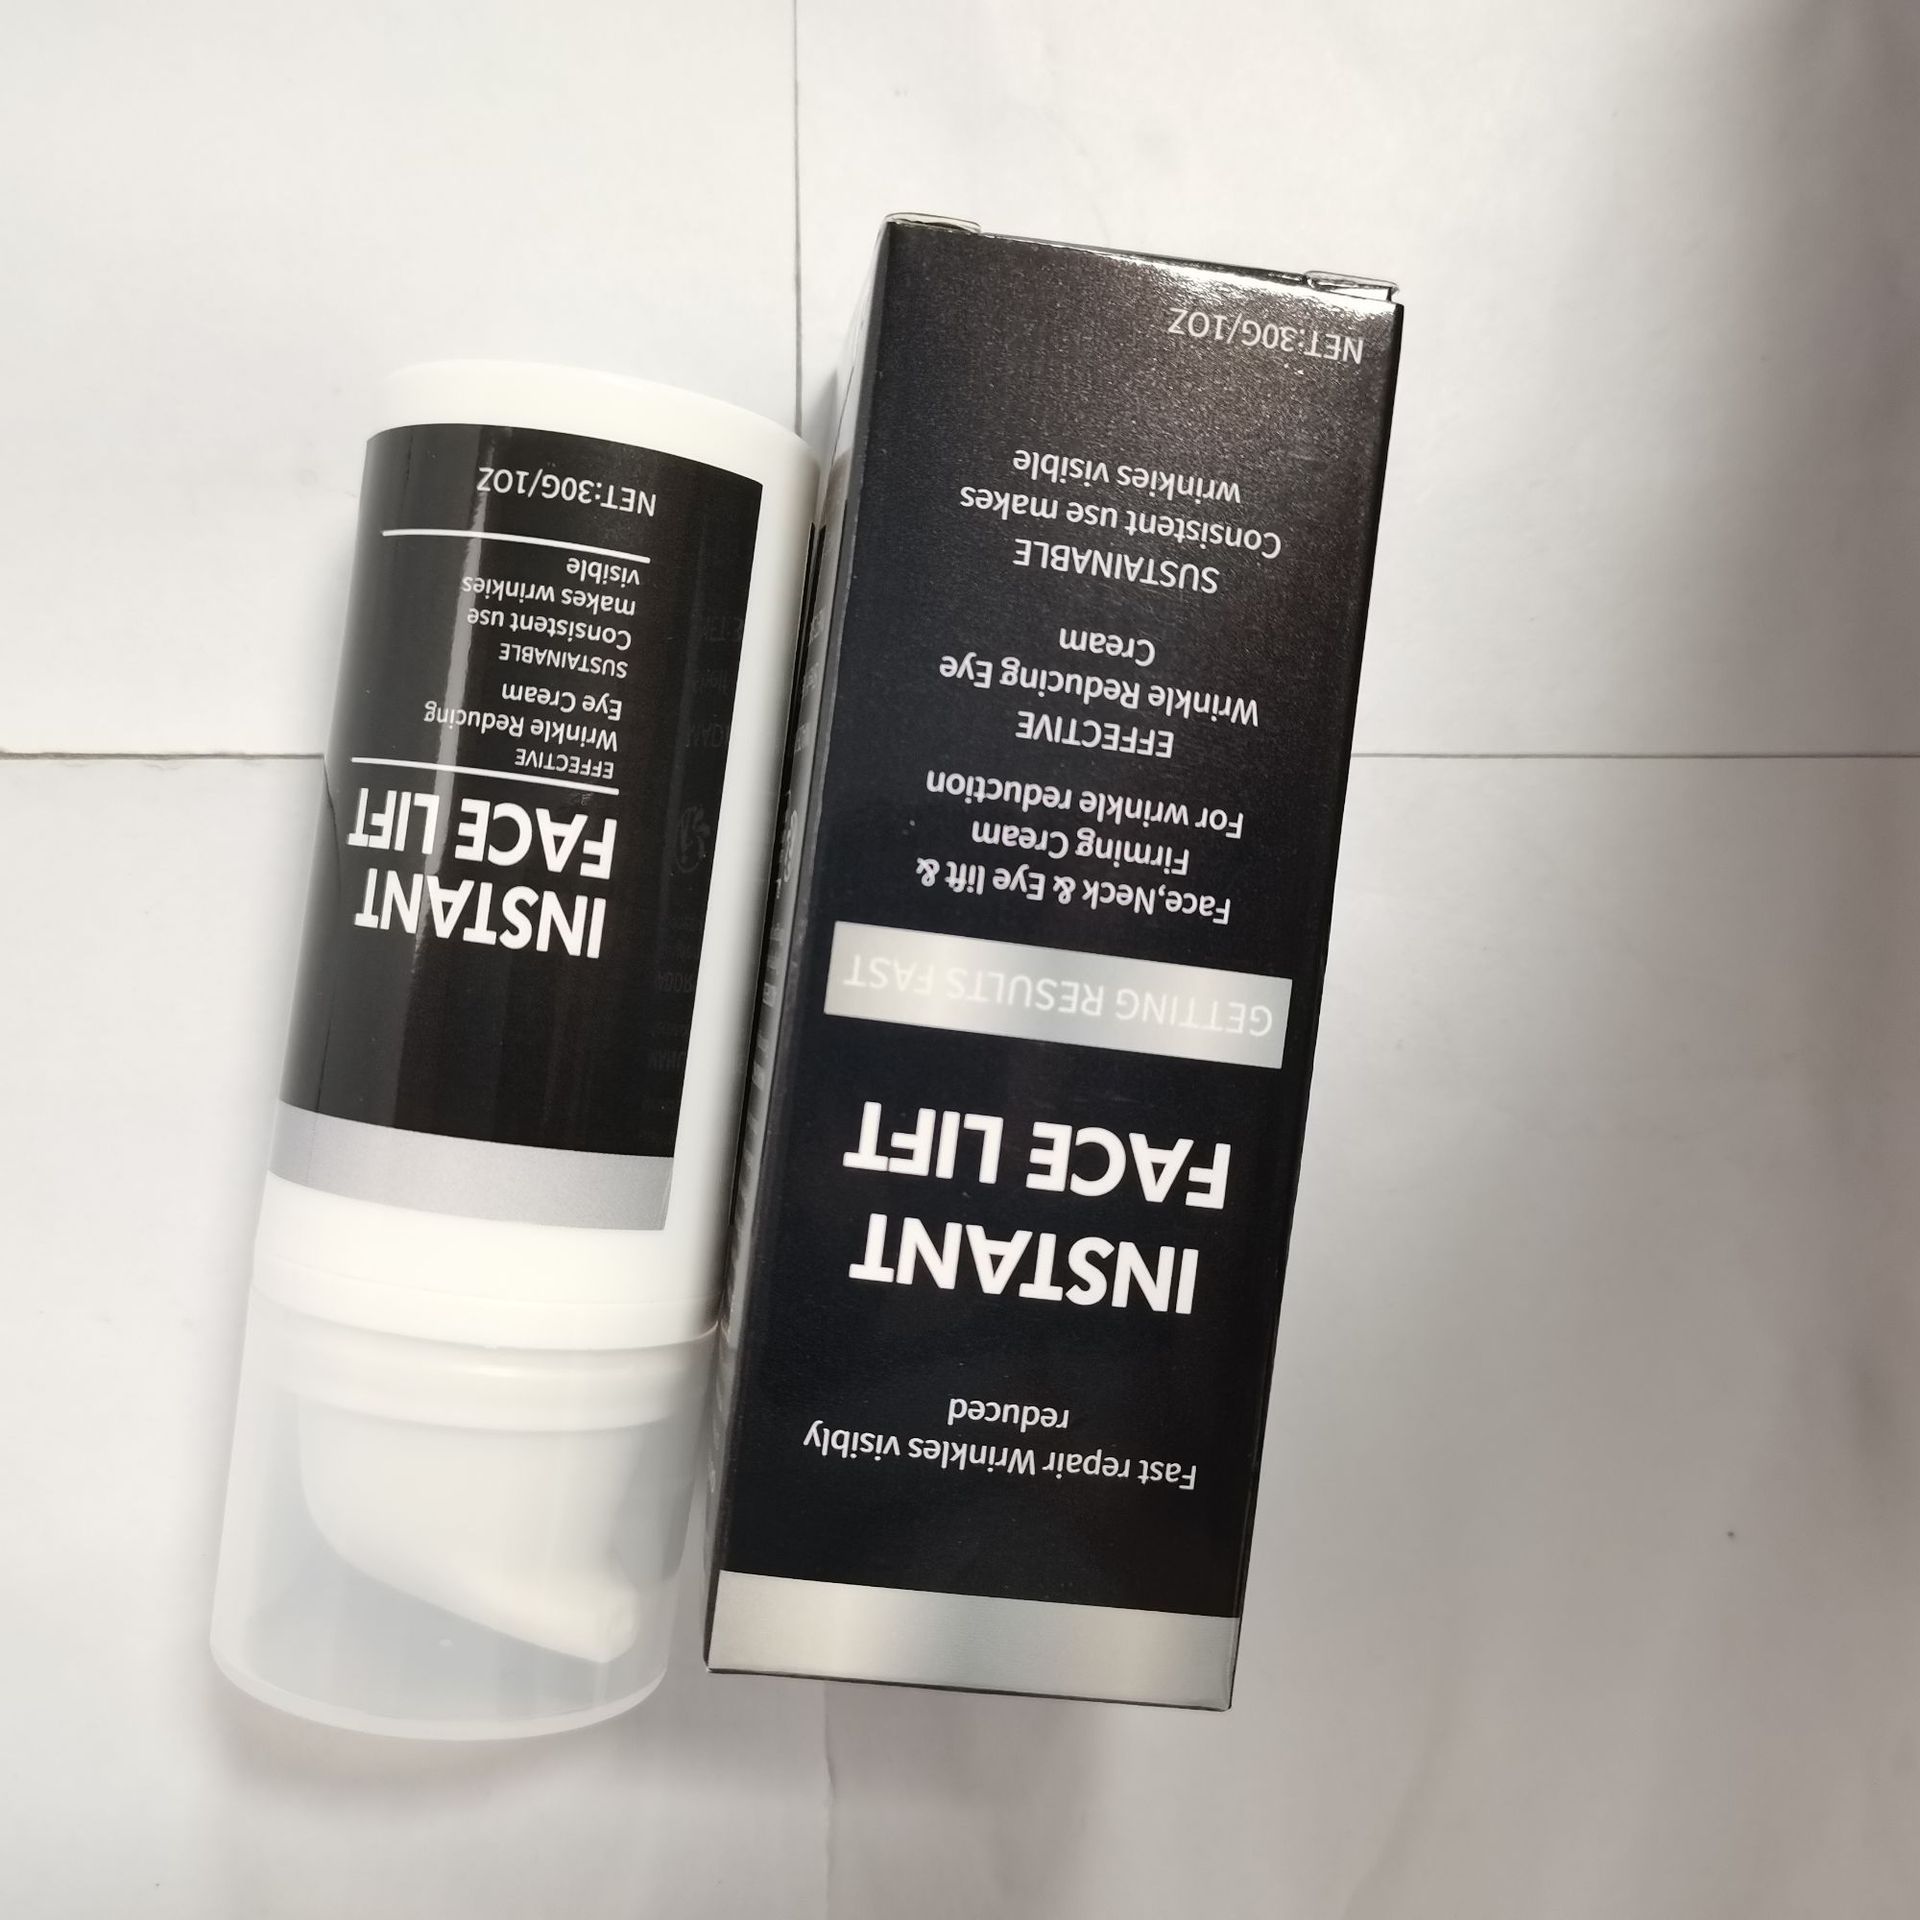 Fast repair Wrinkles visibly
reduced
INSTANT
FACE LIFT
GETTING RESULTS FAST
Face,Neck & Eye lift &
Firming Cream
For wrinkle reduction
EFFECTIVE
Wrinkle Reducing Eye
Cream
SUSTAINABLE
Consistent use makes
wrinkies visible
NET:30G/1OZ
INSTANT
FACE LIFT
EFFECTIVE
Wrinkle Reducing
Eye Cream
SUSTAINABLE
Consistent use
makes wrinkies
visible
NET:30G/1OZ